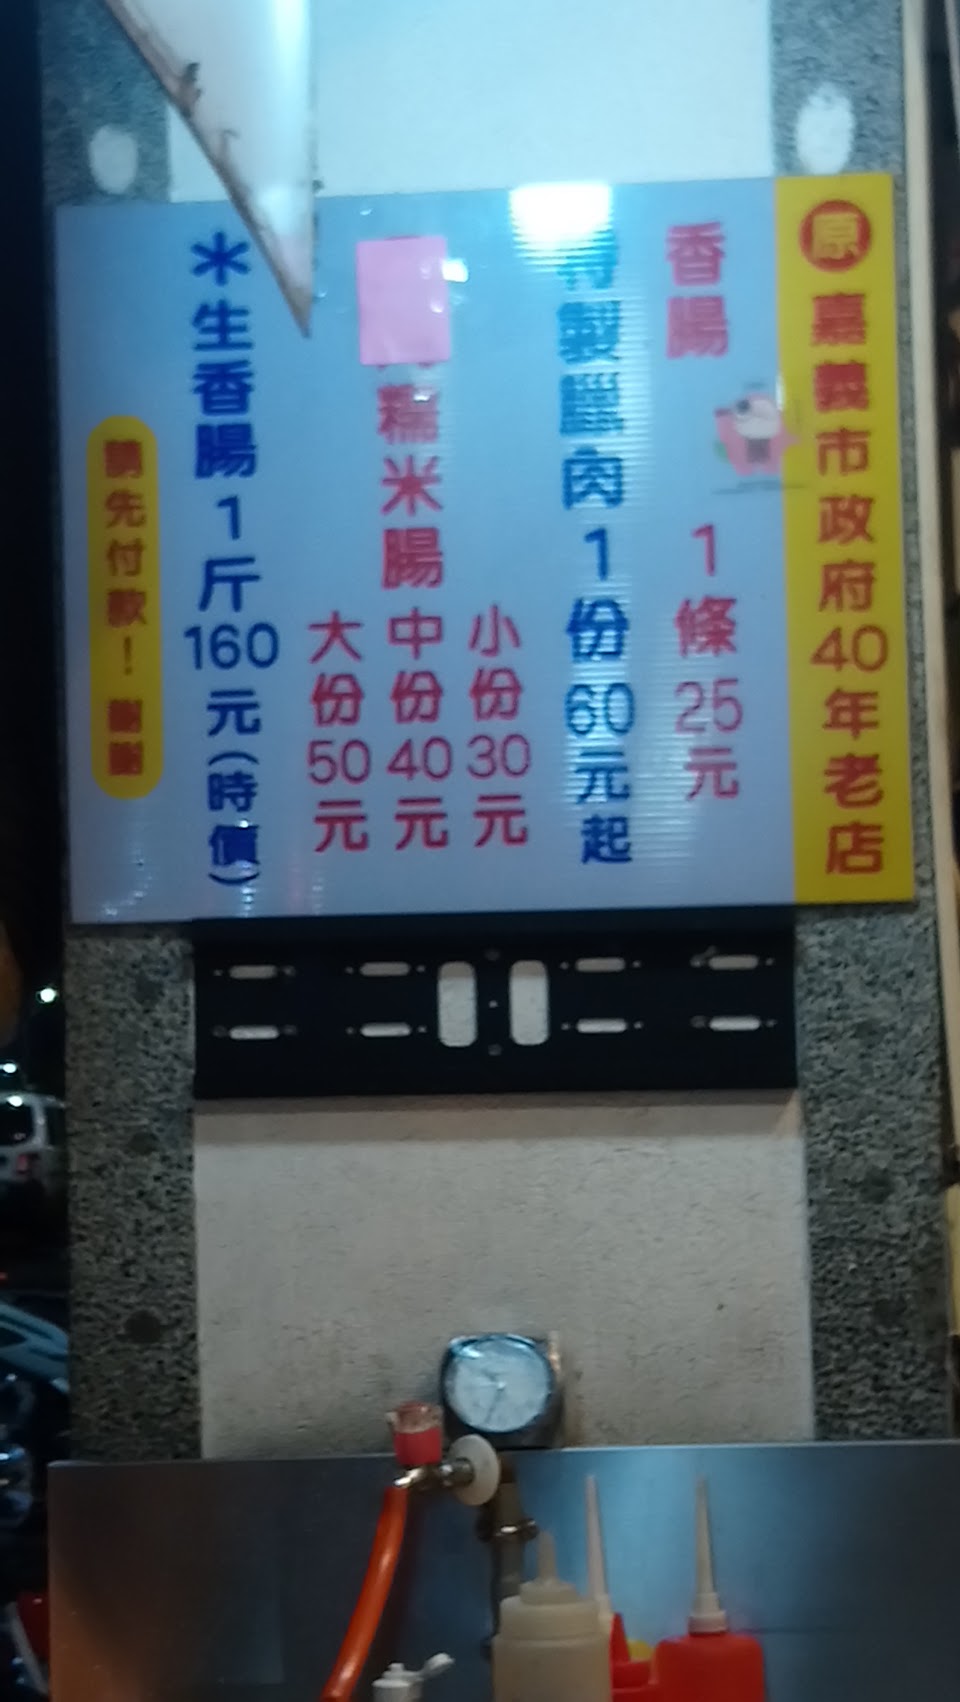 原 嘉義市政府40年老店
香腸 1條25元
特製臘肉1份60元起
糯米腸
小份30元
中份40元
大份50元
＊生香腸1斤160元(時價)
請先付款！謝謝